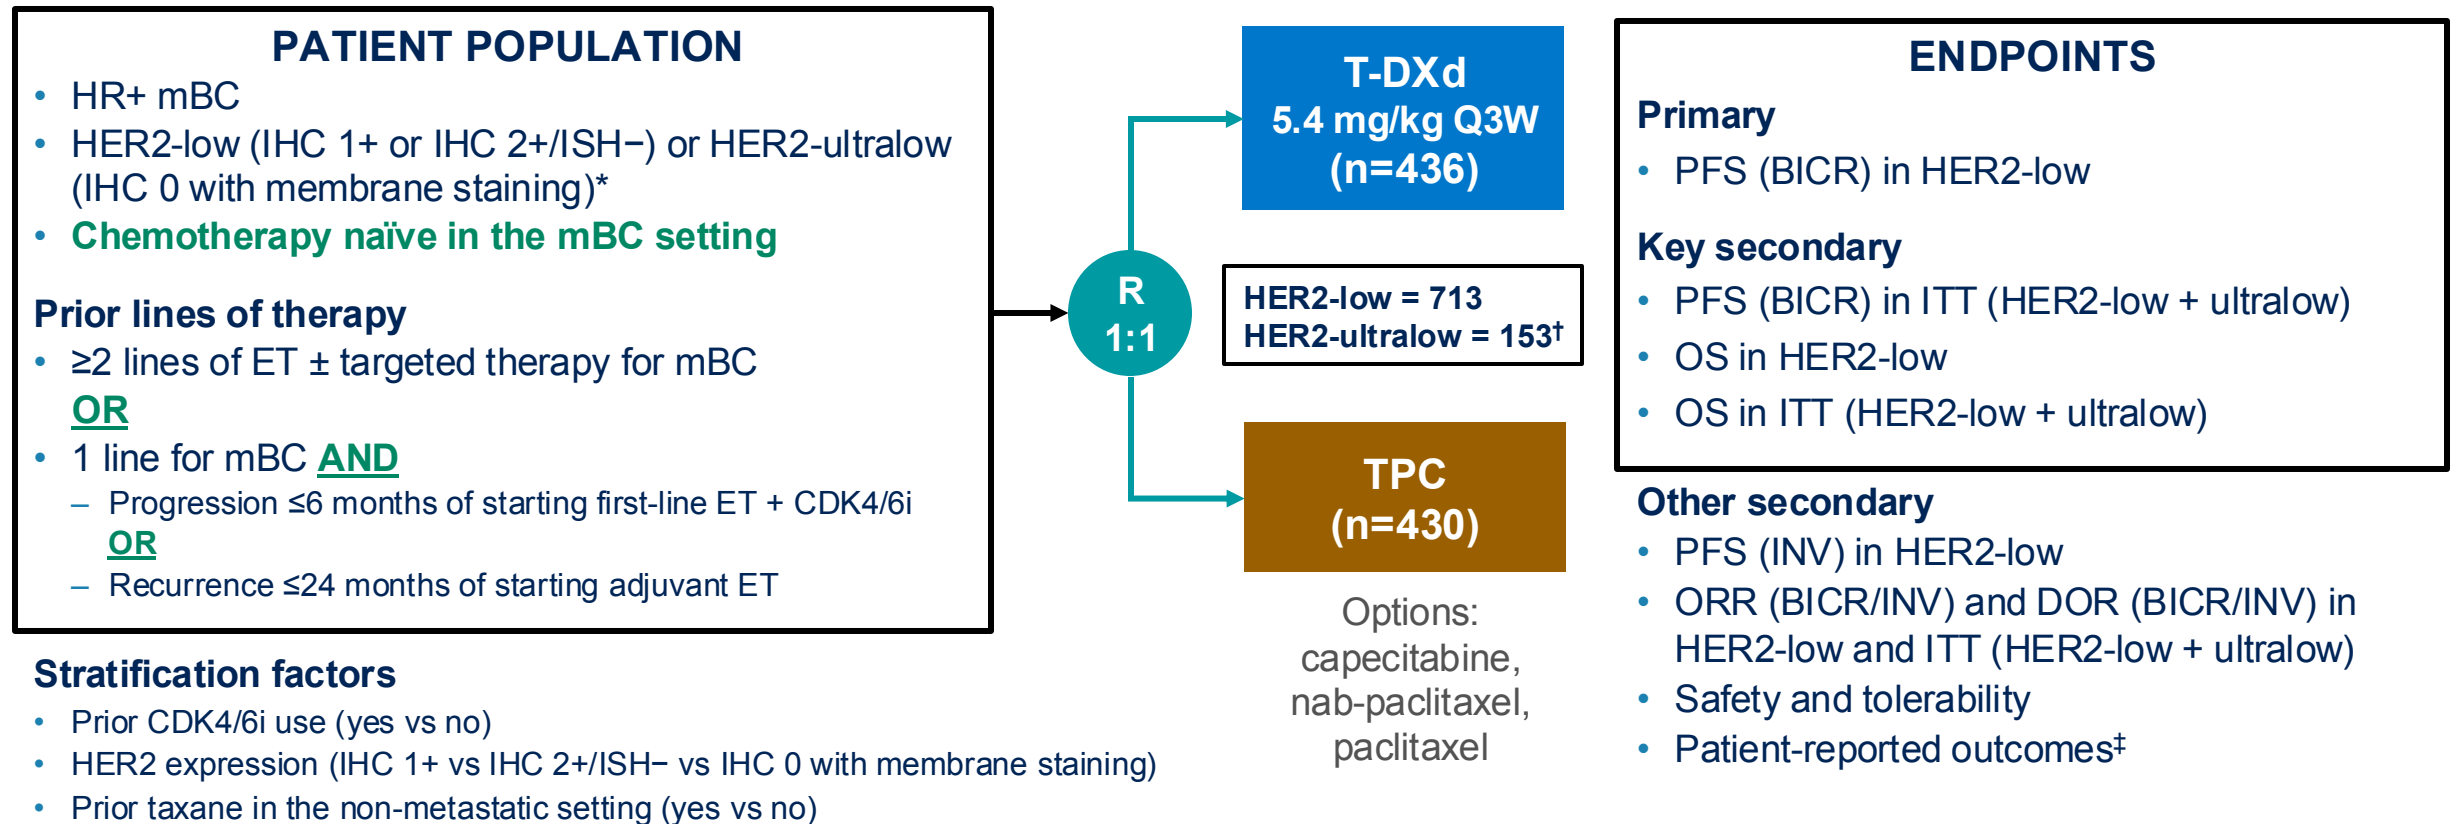 PATIENT POPULATION
• HR+ mBC
• HER2-low (IHC 1+ or IHC 2+/ISH−) or HER2-ultralow
(IHC 0 with membrane staining)*
• Chemotherapy naïve in the mBC setting
Prior lines of therapy
• ≥2 lines of ET ± targeted therapy for mBC
OR
• 1 line for mBC AND
– Progression ≤6 months of starting first-line ET + CDK4/6i
OR
– Recurrence ≤24 months of starting adjuvant ET
Stratification factors
• Prior CDK4/6i use (yes vs no)
• HER2 expression (IHC 1+ vs IHC 2+/ISH− vs IHC 0 with membrane staining)
• Prior taxane in the non-metastatic setting (yes vs no)
R
1:1
T-DXd
5.4 mg/kg Q3W
(n=436)
HER2-low = 713
HER2-ultralow = 153†
TPC
(n=430)
Options:
capecitabine,
nab-paclitaxel,
paclitaxel
ENDPOINTS
Primary
• PFS (BICR) in HER2-low
Key secondary
• PFS (BICR) in ITT (HER2-low + ultralow)
• OS in HER2-low
• OS in ITT (HER2-low + ultralow)
Other secondary
• PFS (INV) in HER2-low
• ORR (BICR/INV) and DOR (BICR/INV) in
HER2-low and ITT (HER2-low + ultralow)
• Safety and tolerability
• Patient-reported outcomes‡